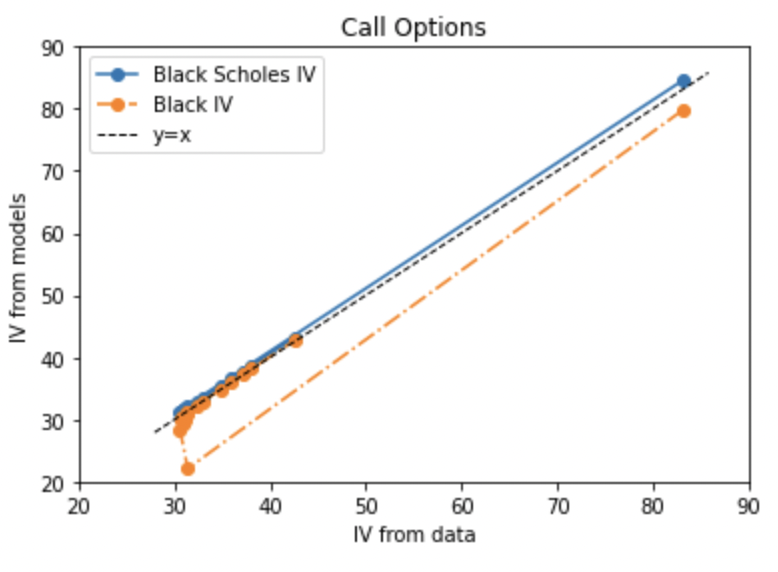 Call Options
Black Scholes IV
Black IV
y=x
90
80
70
60
50
40
30
20
IV from models
20 30 40 50 60 70 80 90
IV from data